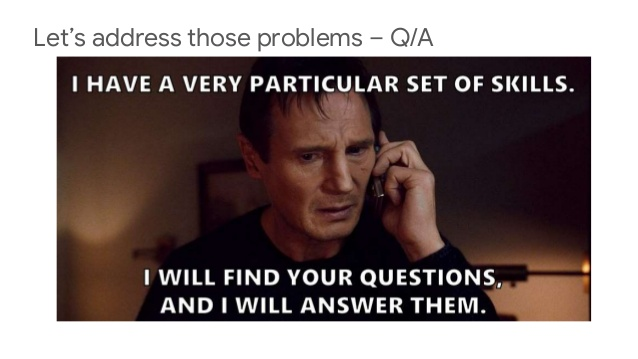 Let's address those problems – Q/A
I HAVE A VERY PARTICULAR SET OF SKILLS.
I WILL FIND YOUR QUESTIONS,
AND I WILL ANSWER THEM.